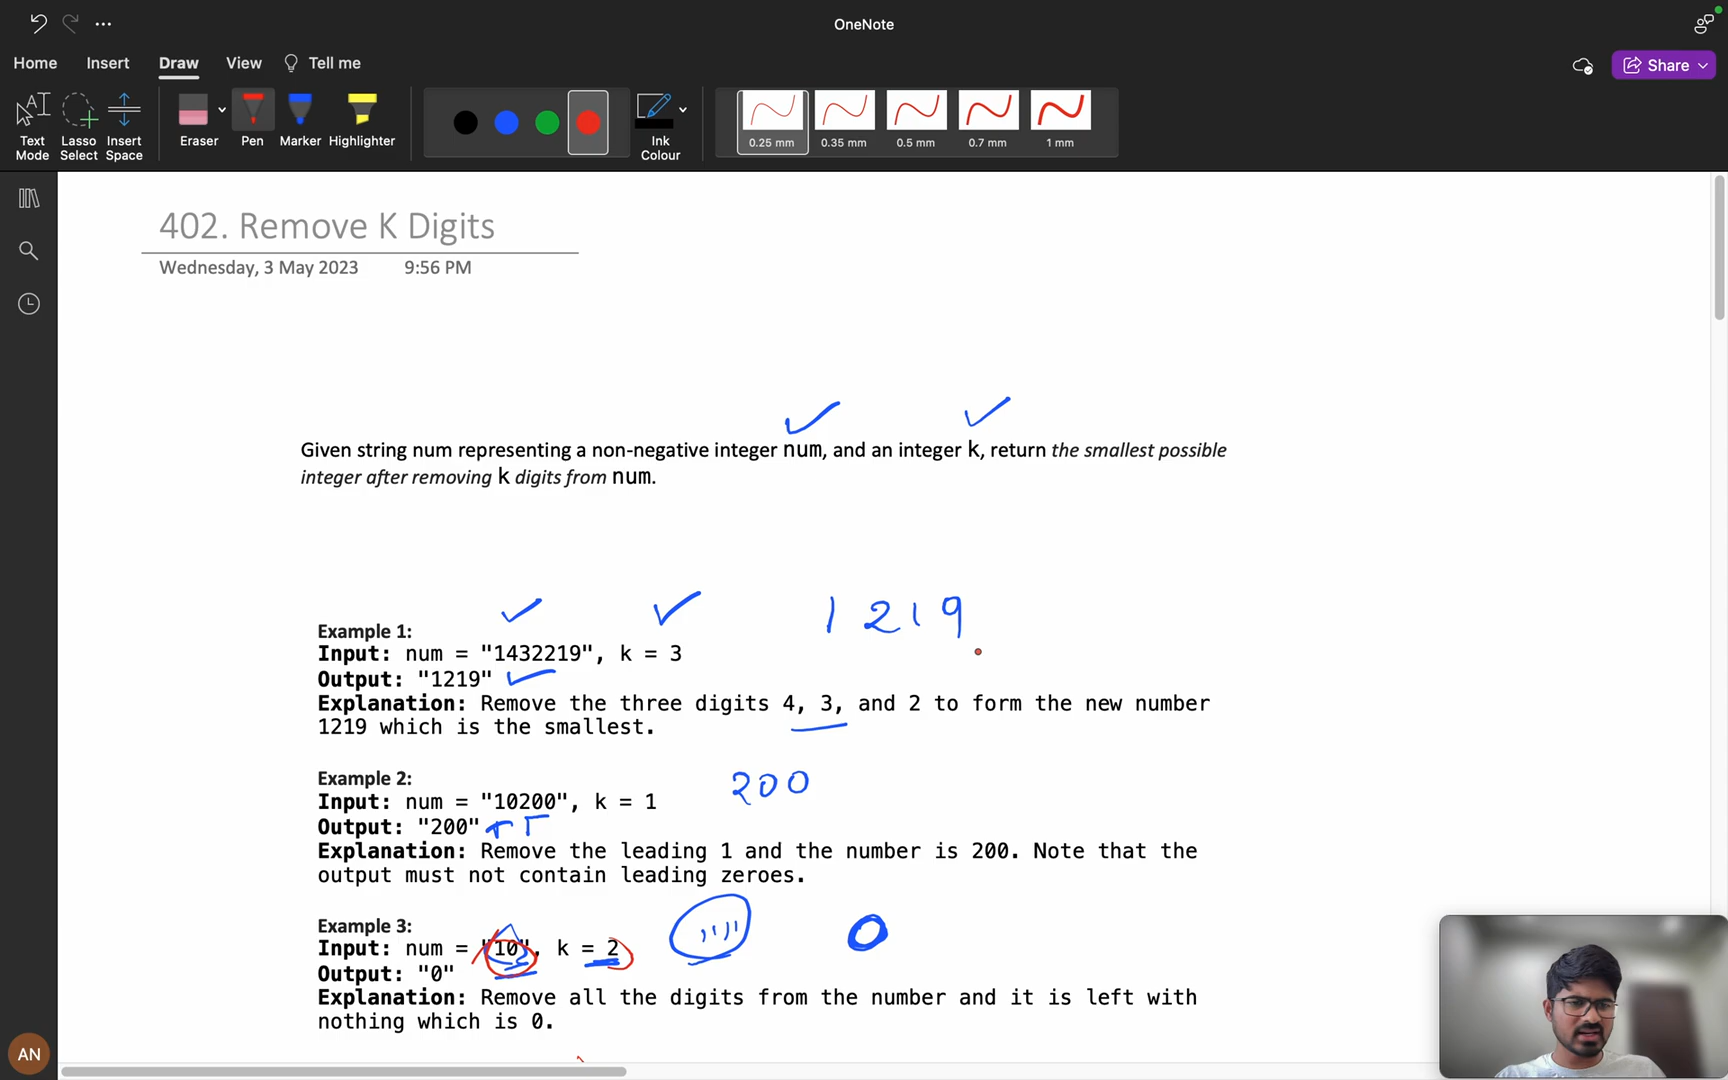 OneNote
Home Insert Draw View Tell me
Share
Text Mode
Lasso Select
Insert Space
Eraser
Pen
Marker
Highlighter
Ink Colour
0.25 mm
0.35 mm
0.5 mm
0.7 mm
1 mm
402. Remove K Digits
Wednesday, 3 May 2023 9:56 PM
Given string num representing a non-negative integer num, and an integer k, return the smallest possible
integer after removing k digits from num.
1219
Example 1:
Input: num = "1432219", k = 3
Output: "1219"
Explanation: Remove the three digits 4, 3, and 2 to form the new number
1219 which is the smallest.
Example 2:
200
Input: num = "10200", k = 1
Output: "200"
Explanation: Remove the leading 1 and the number is 200. Note that the
output must not contain leading zeroes.
Example 3:
0
Input: num = "10", k = 2
Output: "0"
Explanation: Remove all the digits from the number and it is left with
nothing which is 0.
AN